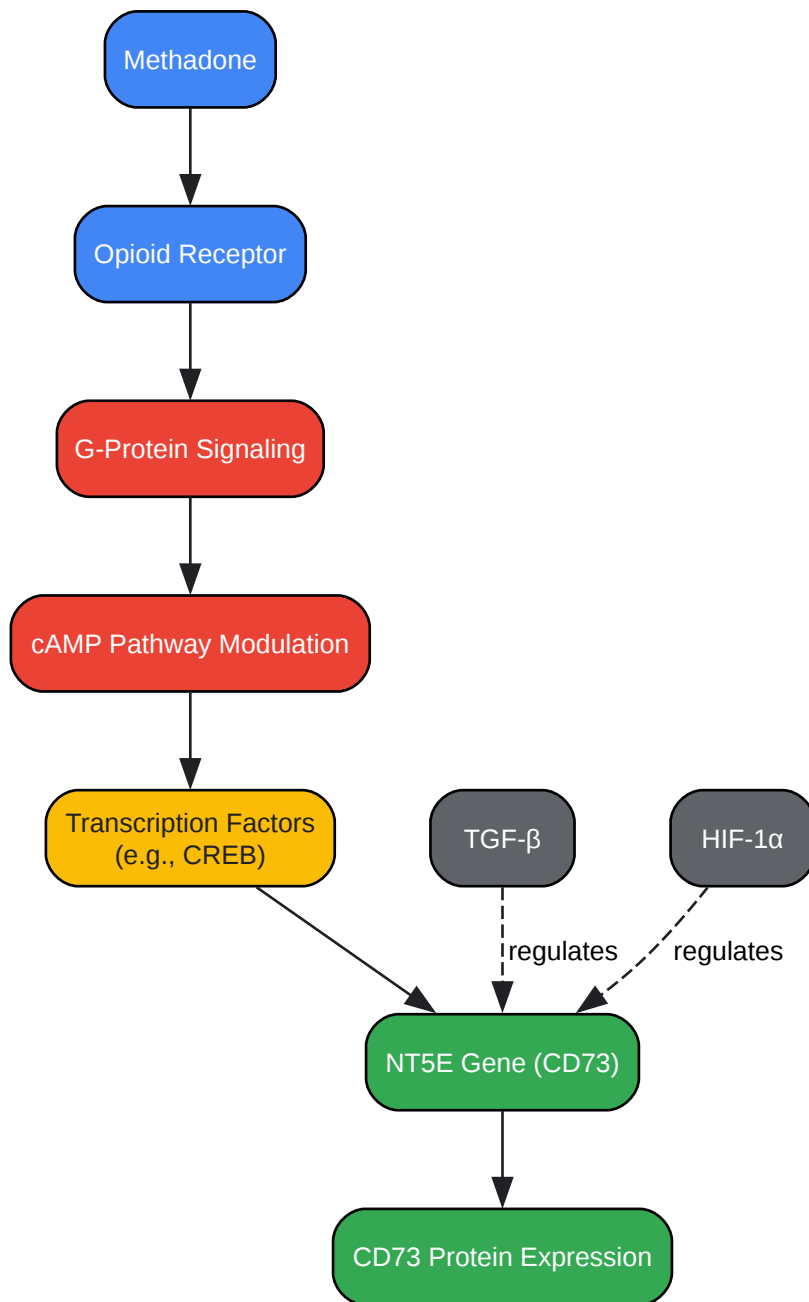 Methadone
Opioid Receptor
G-Protein Signaling
cAMP Pathway Modulation
Transcription Factors
(e.g., CREB)
TGF-β
HIF-1α
regulates
regulates
NT5E Gene (CD73)
CD73 Protein Expression